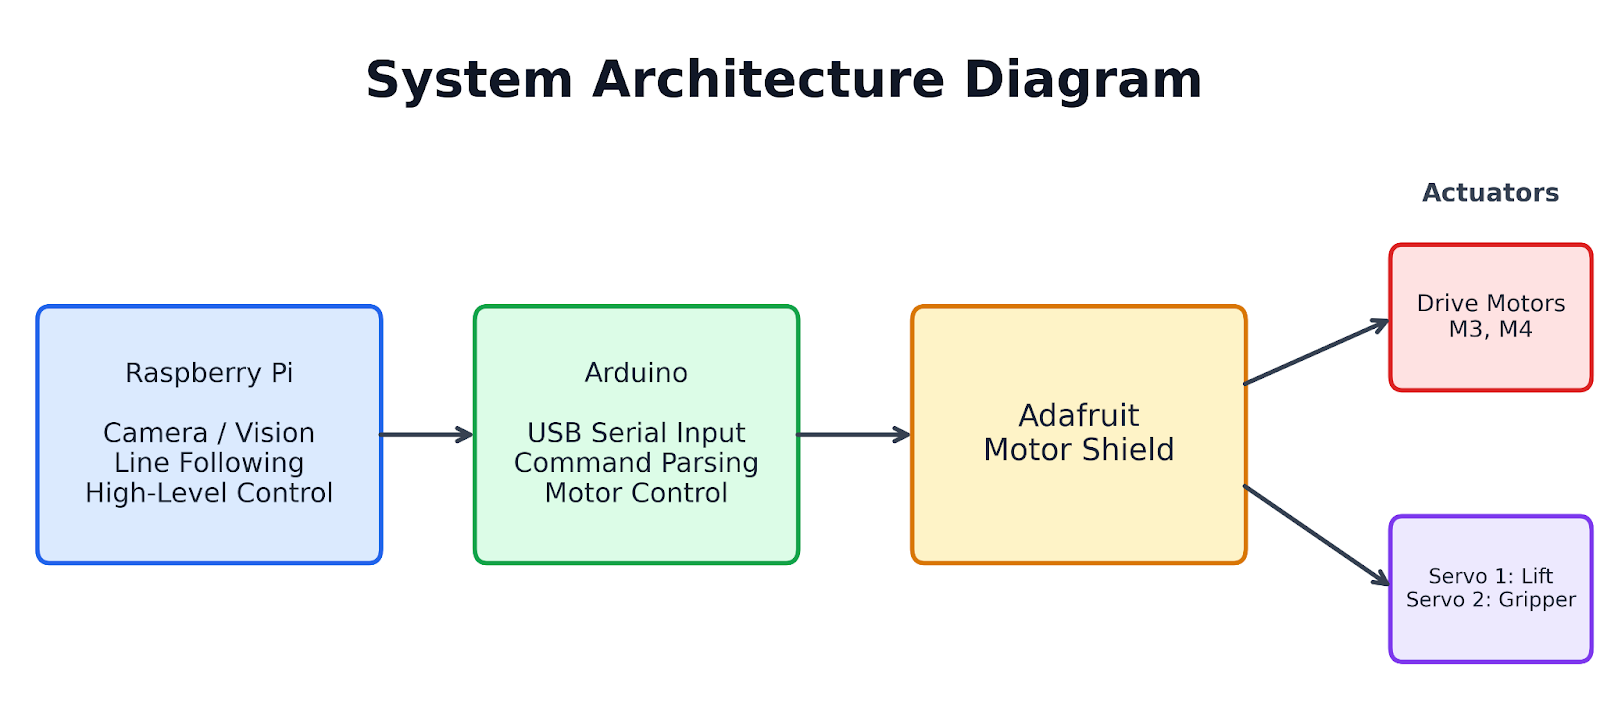 System Architecture Diagram
Actuators
Raspberry Pi
Camera / Vision
Line Following
High-Level Control
Arduino
USB Serial Input
Command Parsing
Motor Control
Adafruit
Motor Shield
Drive Motors
M3, M4
Servo 1: Lift
Servo 2: Gripper